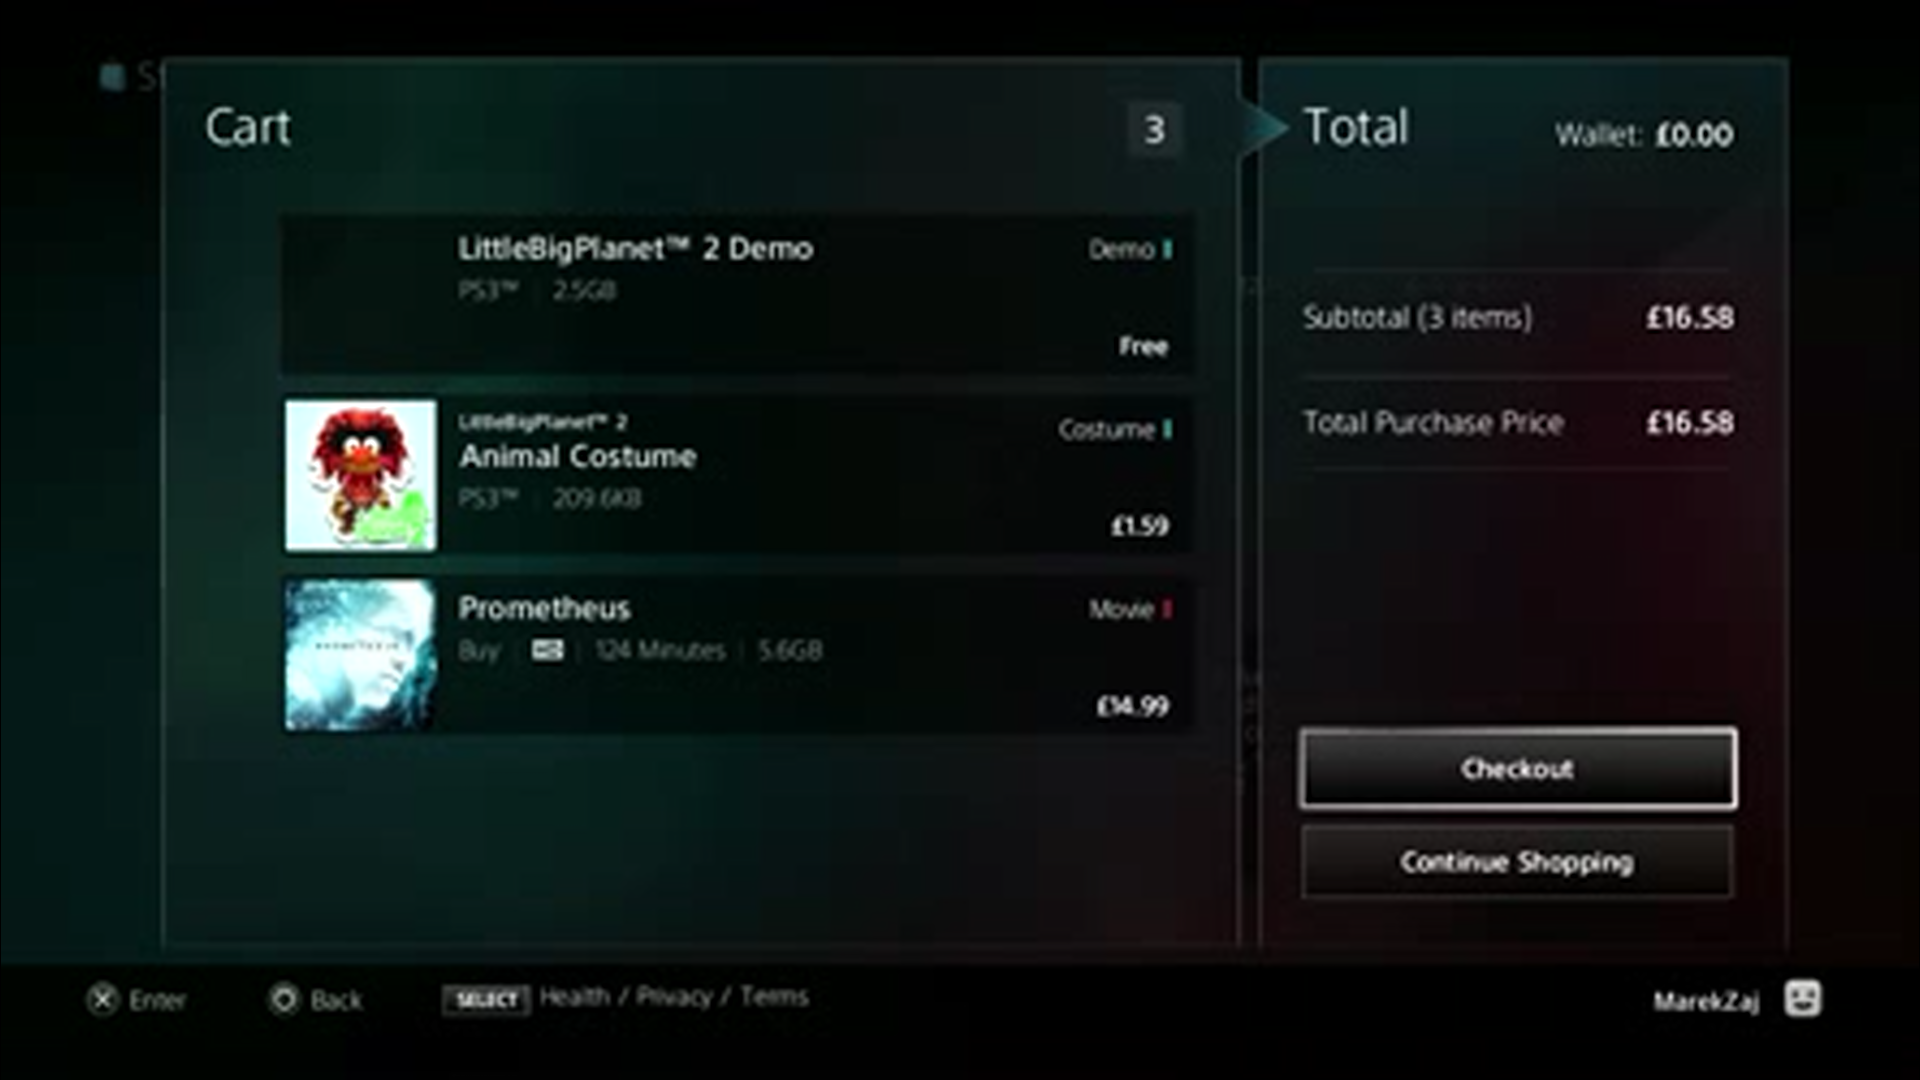 Cart
3
LittleBigPlanet™ 2 Demo
Demo
PS3™ 2.5GB
Free
LittleBigPlanet™ 2
Costume
Animal Costume
PS3™ 209.6KB
£1.59
Prometheus
Movie
Buy HD 124 Minutes 5.6GB
£14.99
Total
Wallet: £0.00
Subtotal (3 items) £16.58
Total Purchase Price £16.58
Checkout
Continue Shopping
Enter
Back
SELECT Health / Privacy / Terms
MarekZaj